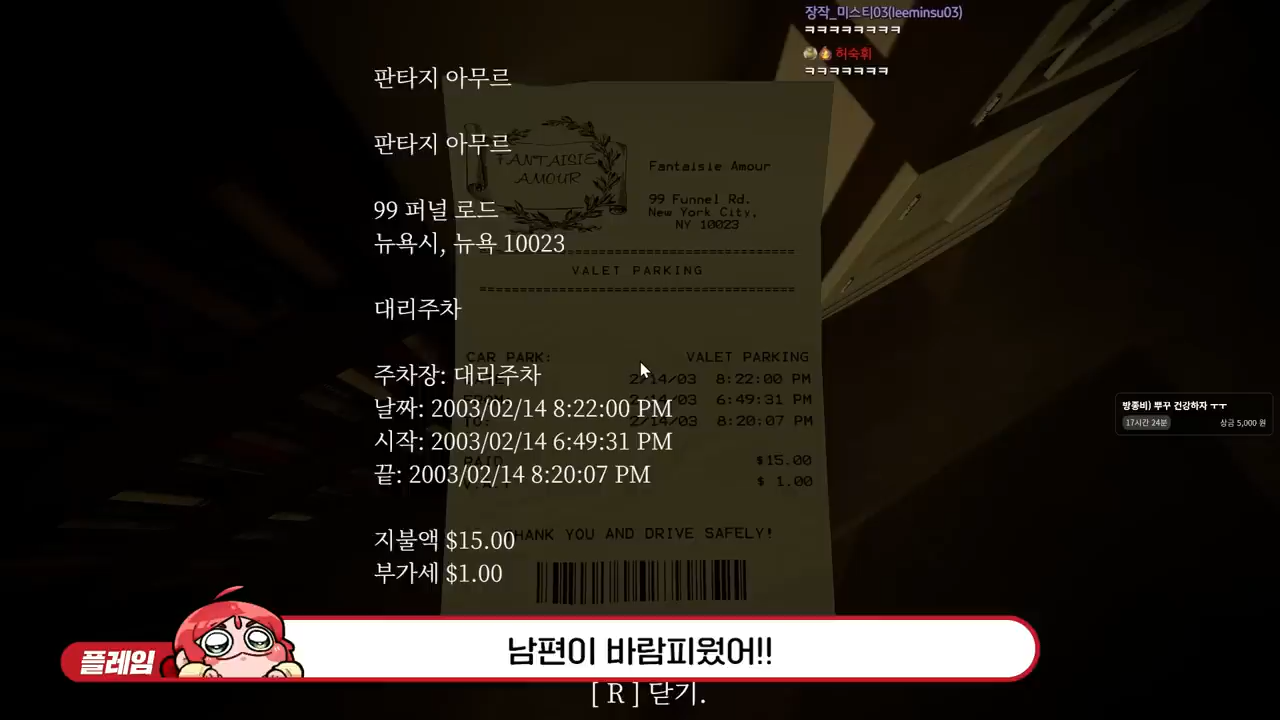 장작_미스티03(leeminsu03)
ㅋㅋㅋㅋㅋㅋㅋㅋ
허숙휘
ㅋㅋㅋㅋㅋㅋㅋ
판타지 아무르
판타지 아무르
99 퍼널 로드
뉴욕시, 뉴욕 10023
대리주차
주차장: 대리주차
날짜: 2003/02/14 8:22:00 PM
시작: 2003/02/14 6:49:31 PM
끝: 2003/02/14 8:20:07 PM
지불액 $15.00
부가세 $1.00
FANTAISIE
AMOUR
Fantaisie Amour
99 Funnel Rd.
New York City,
NY 10023
VALET PARKING
CAR PARK: VALET PARKING
2/14/03 8:22:00 PM
2/14/03 6:49:31 PM
2/14/03 8:20:07 PM
$15.00
$ 1.00
THANK YOU AND DRIVE SAFELY!
방종비) 뿌꾸 건강하자 ㅜㅜ
17시간 24분 상금 5,000 원
플레임
남편이 바람피웠어!!
[ R ] 닫기.